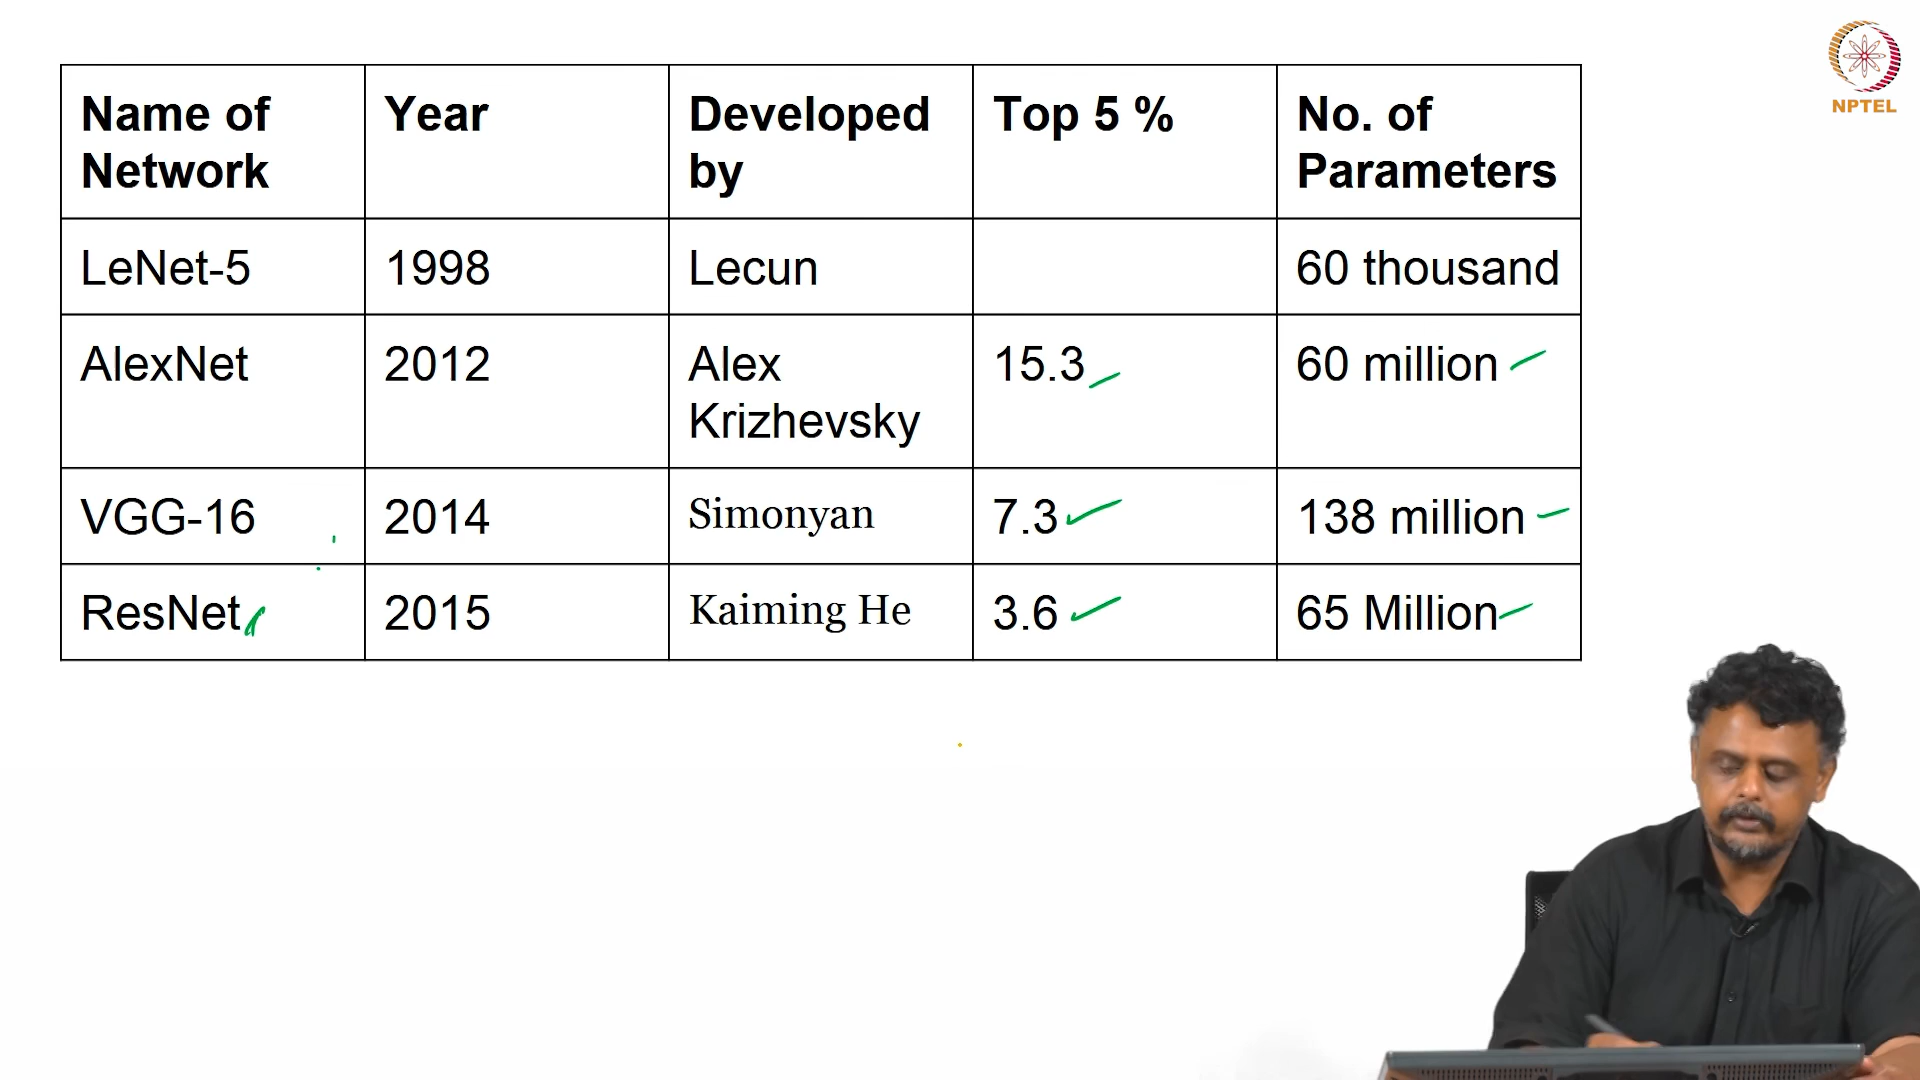 Name of Network
Year
Developed by
Top 5 %
No. of Parameters
LeNet-5
1998
Lecun
60 thousand
AlexNet
2012
Alex Krizhevsky
15.3
60 million
VGG-16
2014
Simonyan
7.3
138 million
ResNet
2015
Kaiming He
3.6
65 Million
NPTEL